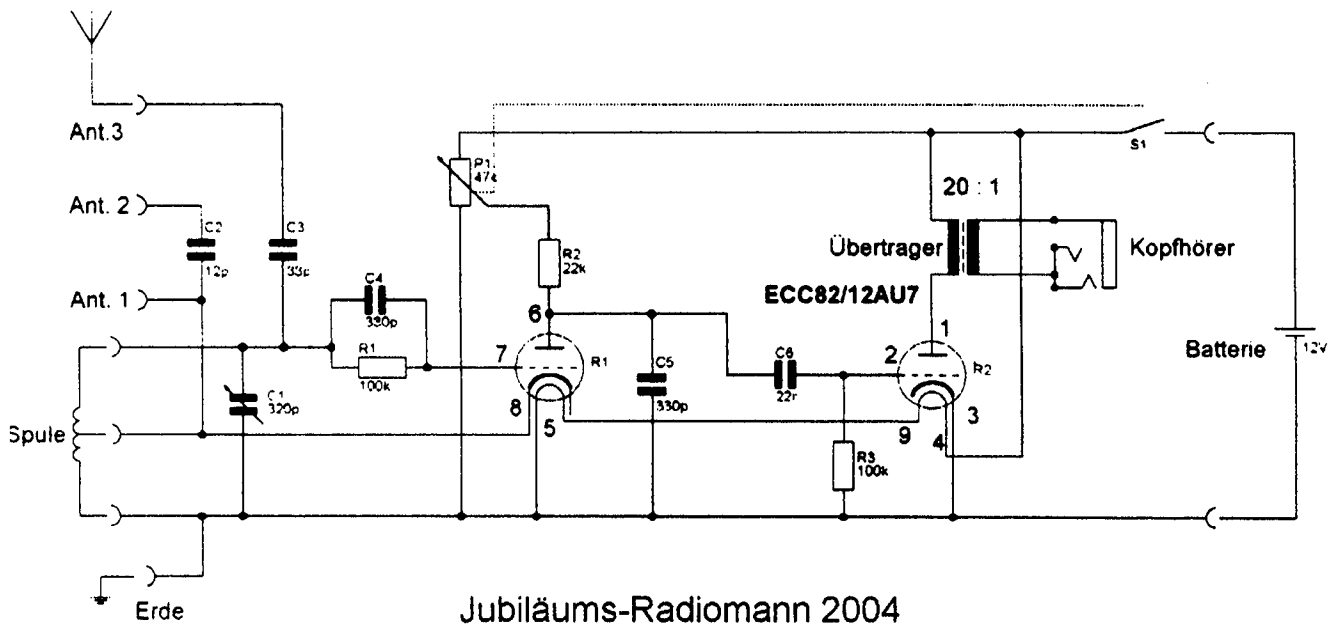 Ant.3
Ant. 2
Ant. 1
C2
12p
C3
33p
C4
330p
R1
100k
C1
320p
Spule
Erde
P1
47k
R2
22k
6
7
R1
8
5
C5
330p
C6
22n
R3
100k
ECC82/12AU7
1
2
R2
3
4
9
20 : 1
Übertrager
Kopfhörer
S1
Batterie
12V
Jubiläums-Radiomann 2004